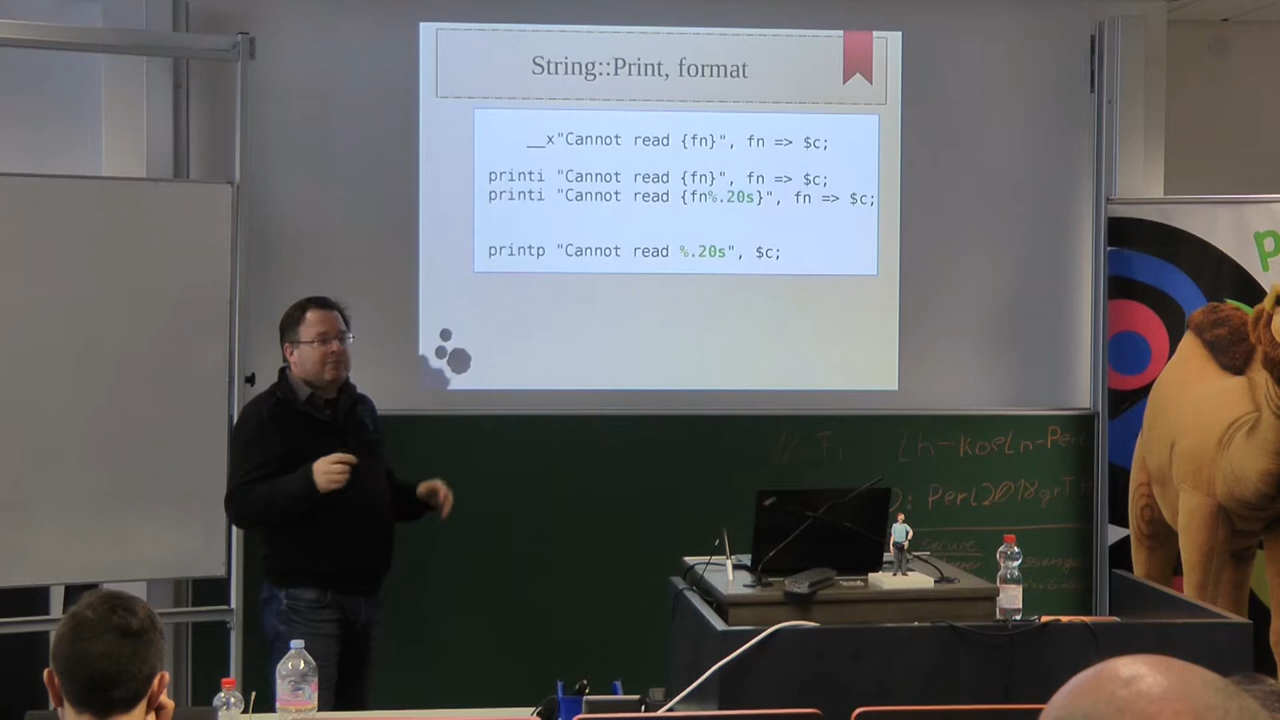 String::Print, format
__x"Cannot read {fn}", fn => $c;
printi "Cannot read {fn}", fn => $c;
printi "Cannot read {fn%.20s}", fn => $c;
printp "Cannot read %.20s", $c;
th-koeln-Perl
: Perl2018grT
p